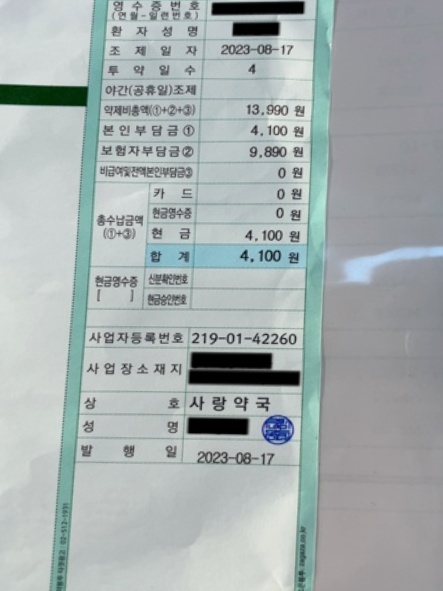 영수증번호
(연월-일련번호)
환자성명
조제일자 2023-08-17
투약일수 4
야간(공휴일)조제
약제비총액(①+②+③) 13,990 원
본인부담금① 4,100 원
보험자부담금② 9,890 원
비급여및전액본인부담금③ 0 원
총수납금액
(①+③)
카드 0 원
현금영수증 0 원
현금 4,100 원
합계 4,100 원
현금영수증
[ ]
신분확인번호
현금승인번호
사업자등록번호 219-01-42260
사업장소재지
상호 사랑약국
성명
발행일 2023-08-17
02-512-1931